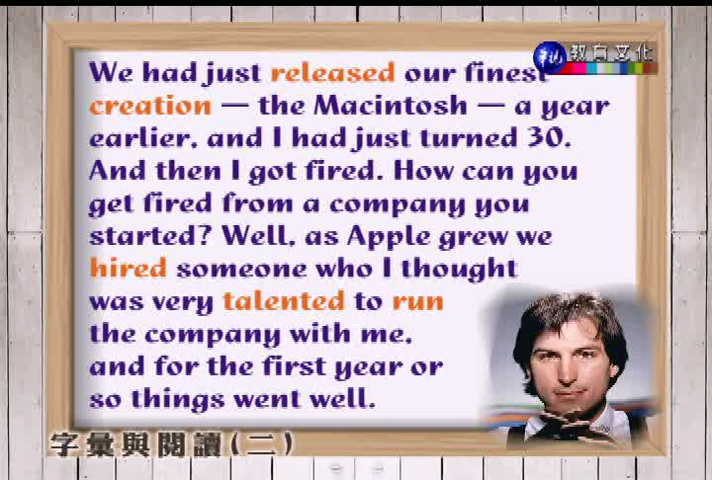 華視 教育文化
We had just released our finest
creation — the Macintosh — a year
earlier, and I had just turned 30.
And then I got fired. How can you
get fired from a company you
started? Well, as Apple grew we
hired someone who I thought
was very talented to run
the company with me,
and for the first year or
so things went well.
字彙與閱讀(二)